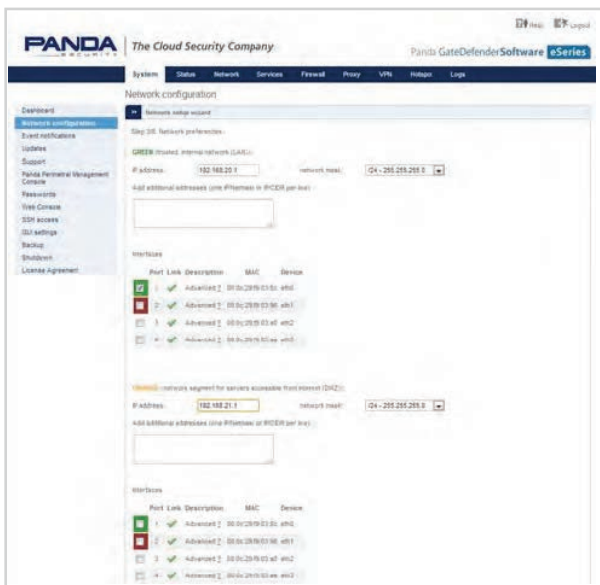 Help Logout
PANDA The Cloud Security Company
SECURITY
Panda GateDefender Software eSeries
System Status Network Services Firewall Proxy VPN Hotspot Logs
Network configuration
Dashboard
Network configuration
Event notifications
Updates
Support
Panda Perimetral Management
Console
Passwords
Web Console
SSH access
GUI settings
Backup
Shutdown
License Agreement
>> Network setup wizard
Network preferences
GREEN (trusted, internal network (LAN)):
IP address: 192.168.20.1 network mask: /24 - 255.255.255.0
Add additional addresses (one IP/Netmask or IP/CIDR per line)
Interfaces
Port Link Description MAC Device
1 Advanced ? eth0
2 Advanced ? eth1
3 Advanced ? eth2
4 Advanced ? eth3
ORANGE (network segment for servers accessible from internet (DMZ)):
IP address: 192.168.21.1 network mask: /24 - 255.255.255.0
Add additional addresses (one IP/Netmask or IP/CIDR per line)
Interfaces
Port Link Description MAC Device
1 Advanced ? eth0
2 Advanced ? eth1
3 Advanced ? eth2
4 Advanced ? eth3